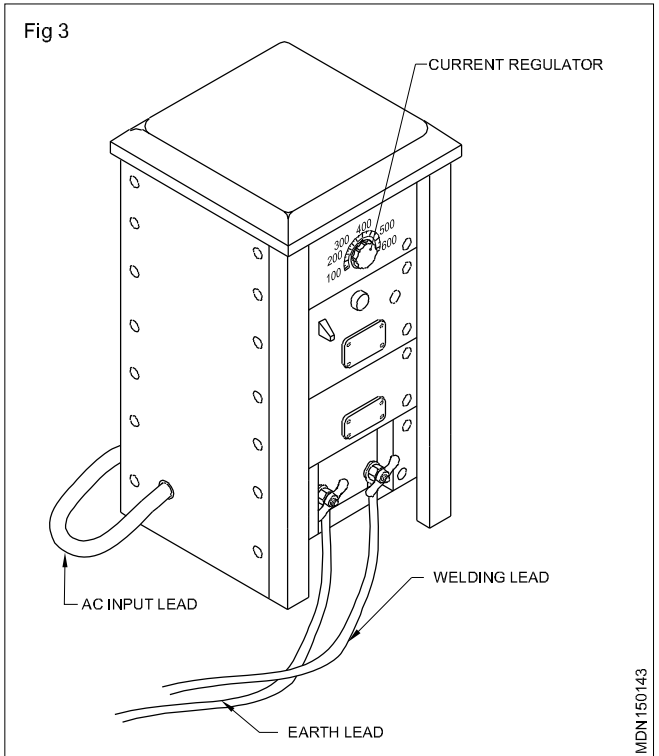 Fig 3
CURRENT REGULATOR
100
200
300
400
500
600
AC INPUT LEAD
WELDING LEAD
EARTH LEAD
MDN150143